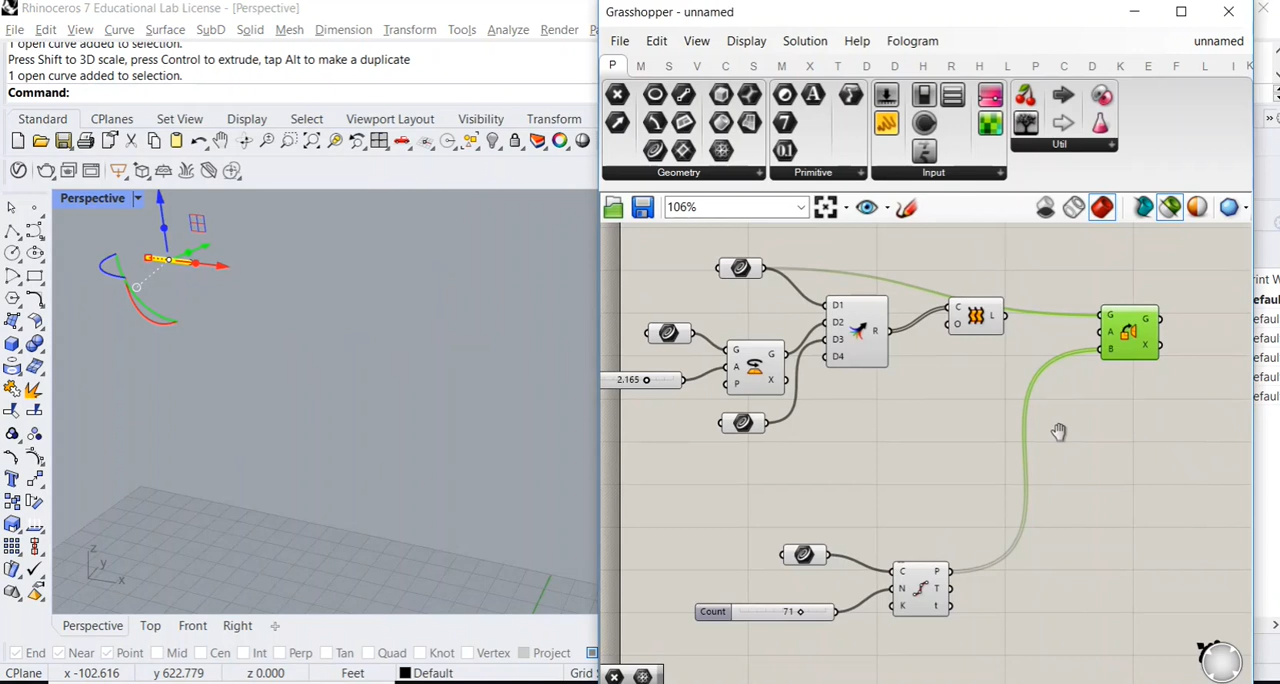 Rhinoceros 7 Educational Lab License - [Perspective]
File Edit View Curve Surface SubD Solid Mesh Dimension Transform Tools Analyze Render
1 open curve added to selection.
Press Shift to 3D scale, press Control to extrude, tap Alt to make a duplicate
1 open curve added to selection.
Command:
Standard CPlanes Set View Display Select Viewport Layout Visibility Transform
Perspective
z
y
x
Perspective Top Front Right
End Near Point Mid Cen Int Perp Tan Quad Knot Vertex Project
CPlane x -102.616 y 622.779 z 0.000 Feet Default Grid S
Grasshopper - unnamed
File Edit View Display Solution Help Fologram unnamed
P M S V C S M X T D R H R P C D K E F L I K
Geometry Primitive Input Util
106%
D1
D2
D3
D4
R
C
O
L
G
A
B
G
X
G
A
P
G
X
2.165
C
N
K
P
T
t
Count 71